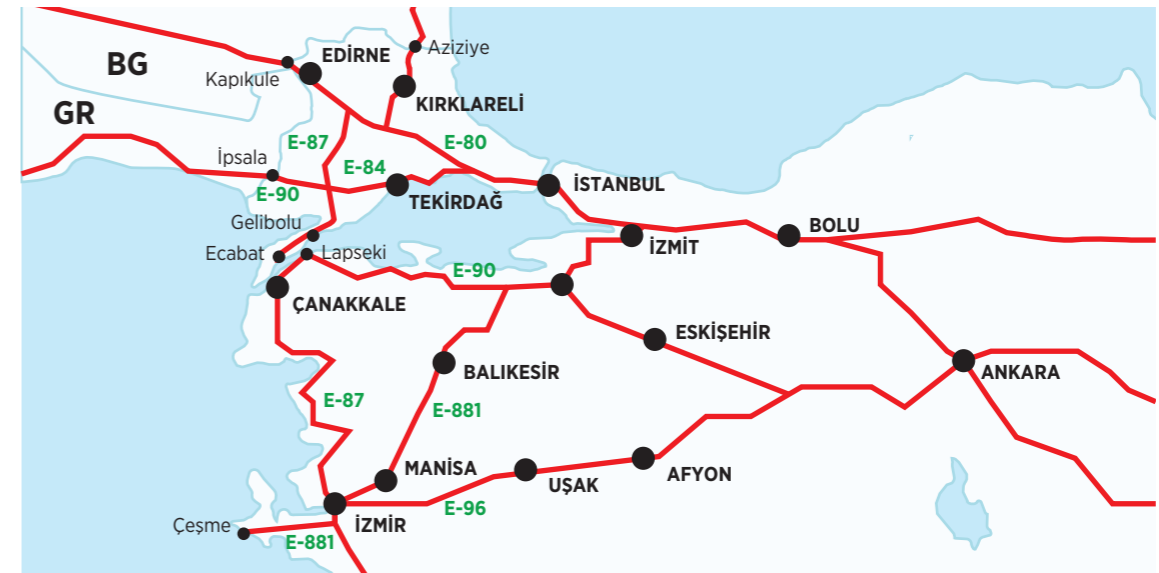 Aziziye
EDİRNE
BG
Kapıkule
KIRKLARELİ
GR
E-87
E-80
İpsala
E-84
E-90
İSTANBUL
TEKİRDAĞ
Gelibolu
BOLU
İZMİT
Ecabat
Lapseki
E-90
ÇANAKKALE
ESKİŞEHİR
BALIKESİR
ANKARA
E-87
E-881
MANİSA
AFYON
UŞAK
E-96
Çeşme
İZMİR
E-881